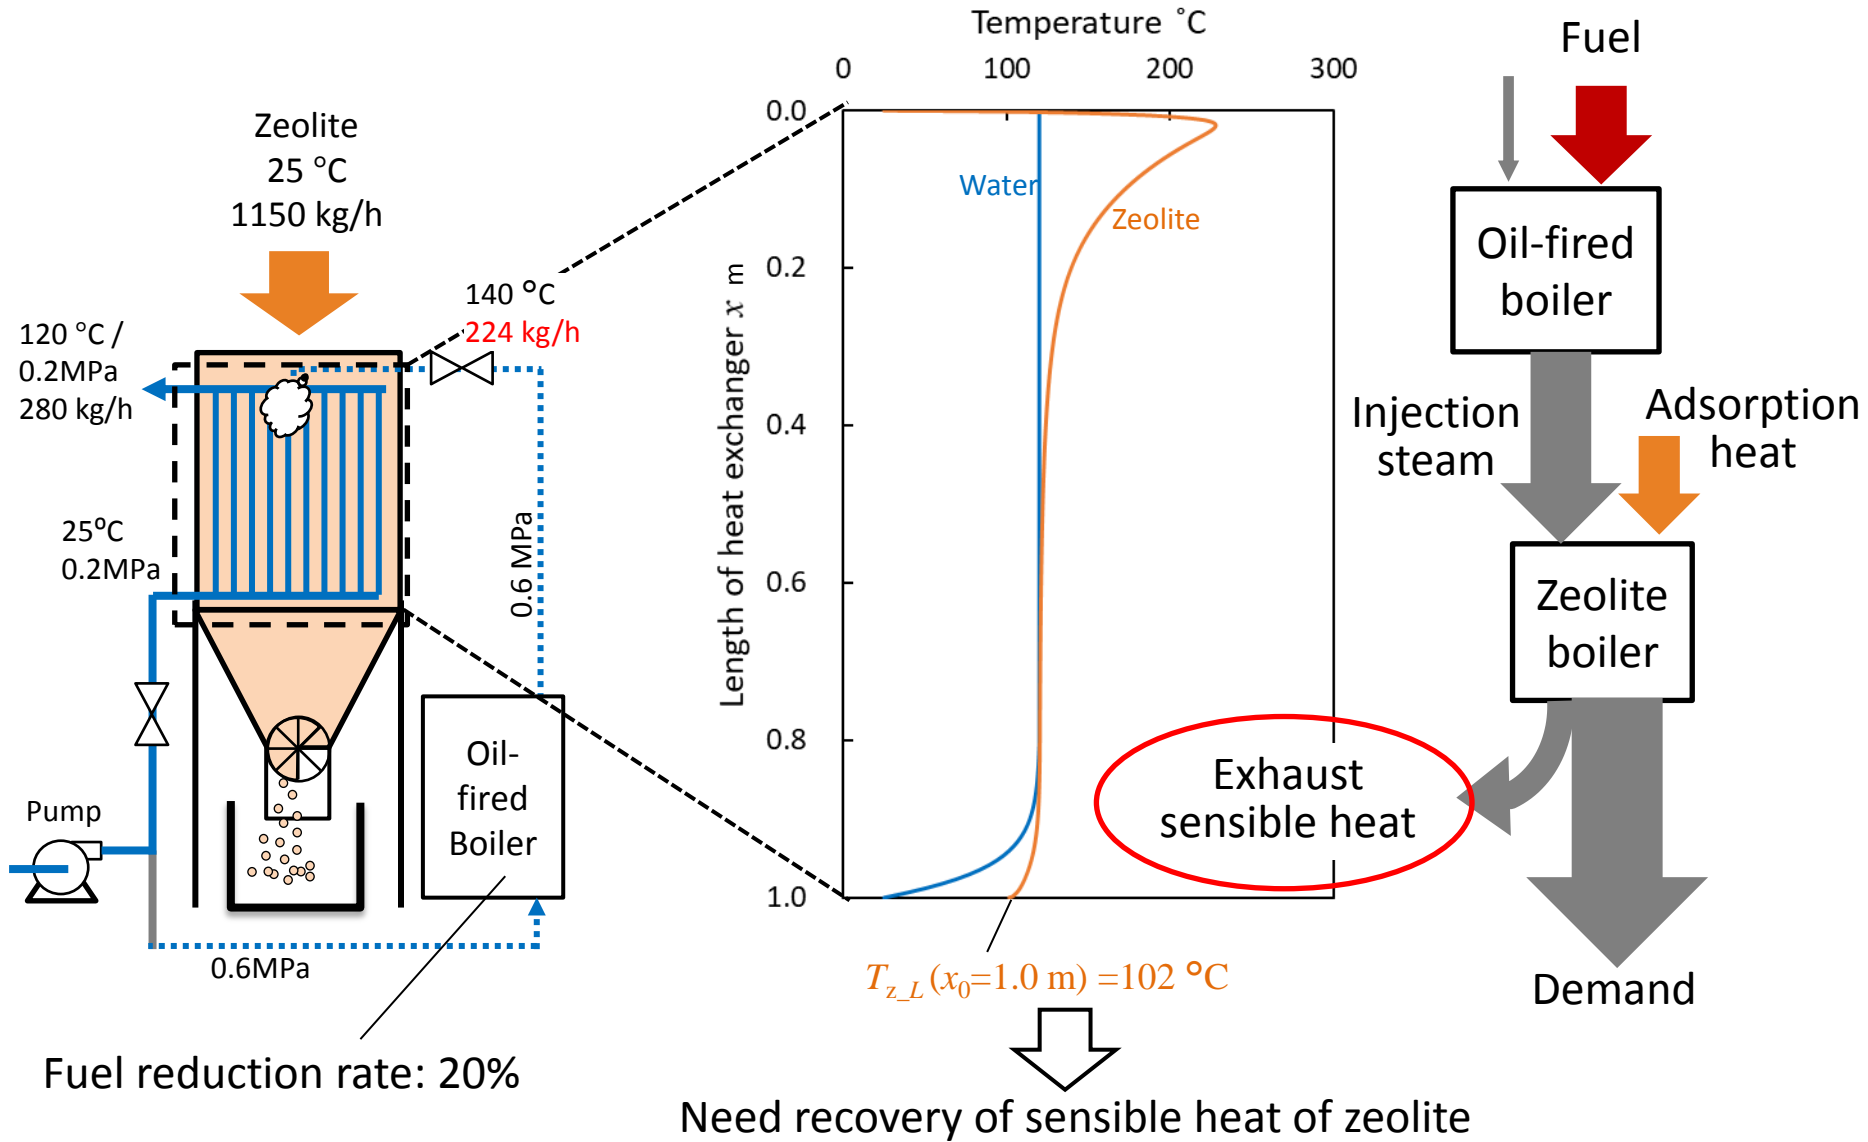 Zeolite
25 °C
1150 kg/h
120 °C /
0.2MPa
280 kg/h
140 °C
224 kg/h
25°C
0.2MPa
0.6 MPa
Pump
Oil-
fired
Boiler
0.6MPa
Fuel reduction rate: 20%
Temperature ˚C
0 100 200 300
Length of heat exchanger x m
0.0
0.2
0.4
0.6
0.8
1.0
Water
Zeolite
Tz_L (x0=1.0 m) =102 °C
Need recovery of sensible heat of zeolite
Fuel
Oil-fired
boiler
Injection
steam
Adsorption
heat
Zeolite
boiler
Exhaust
sensible heat
Demand